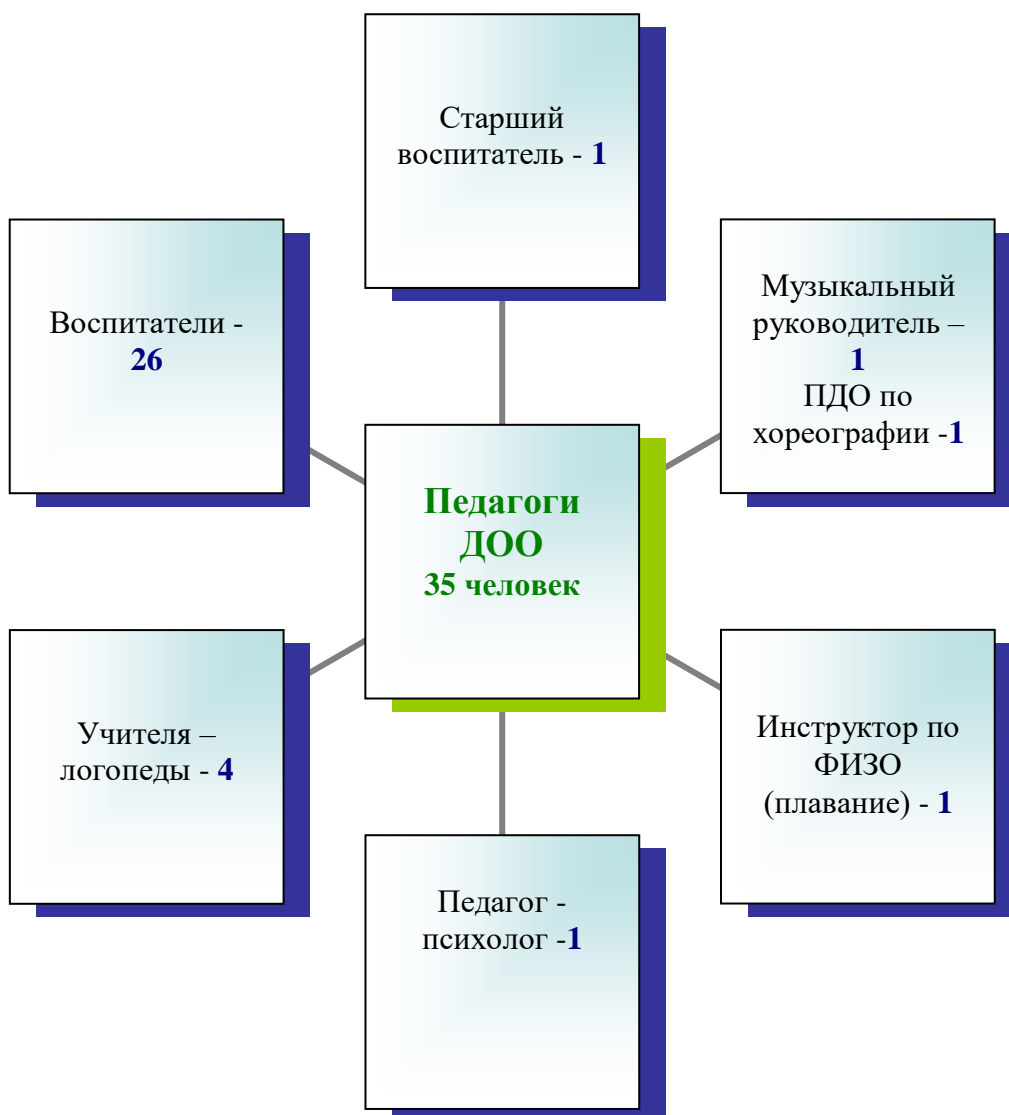 Старший
воспитатель - 1
Воспитатели -
26
Музыкальный
руководитель –
1
ПДО по
хореографии -1
Педагоги
ДОО
35 человек
Учителя –
логопеды - 4
Инструктор по
ФИЗО
(плавание) - 1
Педагог -
психолог -1